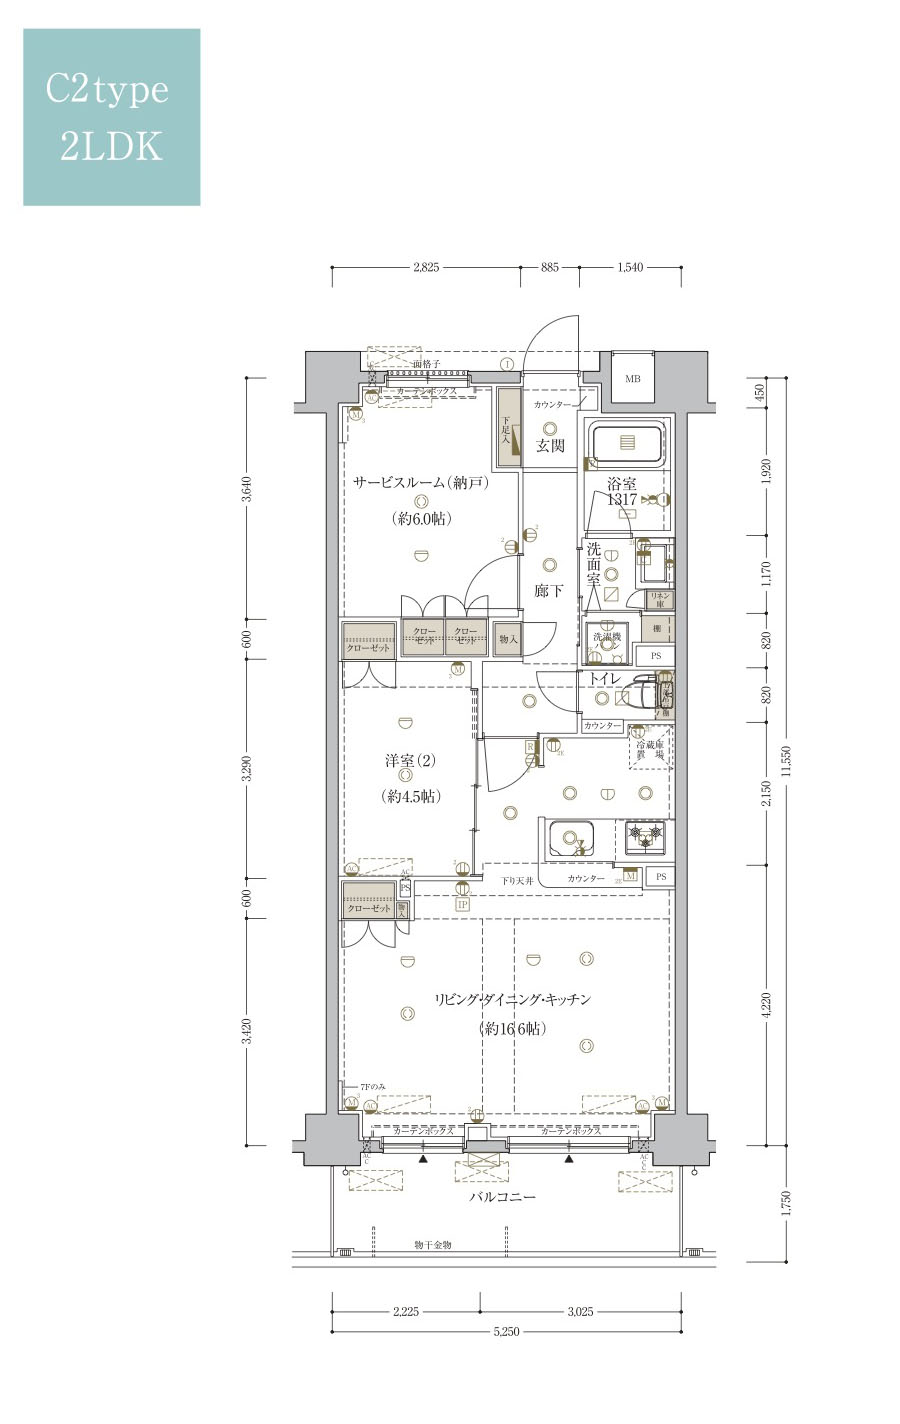 C2type
2LDK
2,825
885
1,540
面格子
I
MB
カーテンボックス
カウンター
AC
M
下足入
玄関
450
サービスルーム(納戸)
(約6.0帖)
浴室
1317
1,920
3,640
洗面室
廊下
1,170
リネン庫
クローゼット
クローゼット
クローゼット
物入
洗濯機
パン
棚
PS
600
820
M
トイレ
棚
820
カウンター
冷蔵庫
置場
R
洋室(2)
(約4.5帖)
3,290
11,550
2,150
AC
AC
PS
下り天井
カウンター
M
PS
600
クローゼット
物入
IP
リビング・ダイニング・キッチン
(約16.6帖)
4,220
3,420
7Fのみ
M
AC
AC
M
カーテンボックス
カーテンボックス
バルコニー
1,750
物干金物
2,225
3,025
5,250